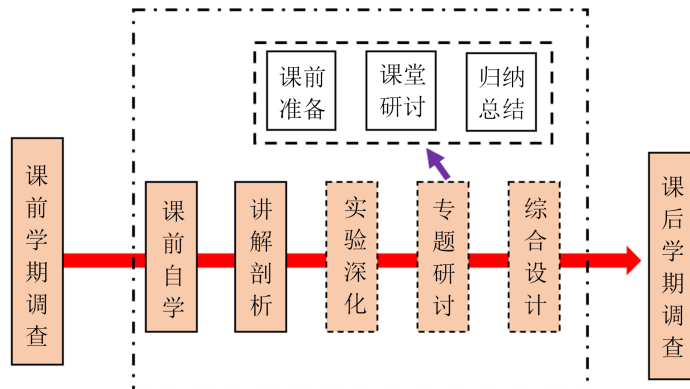 课前
准备
课堂
研讨
归纳
总结
课前学期调查
课前自学
讲解剖析
实验深化
专题研讨
综合设计
课后学期调查